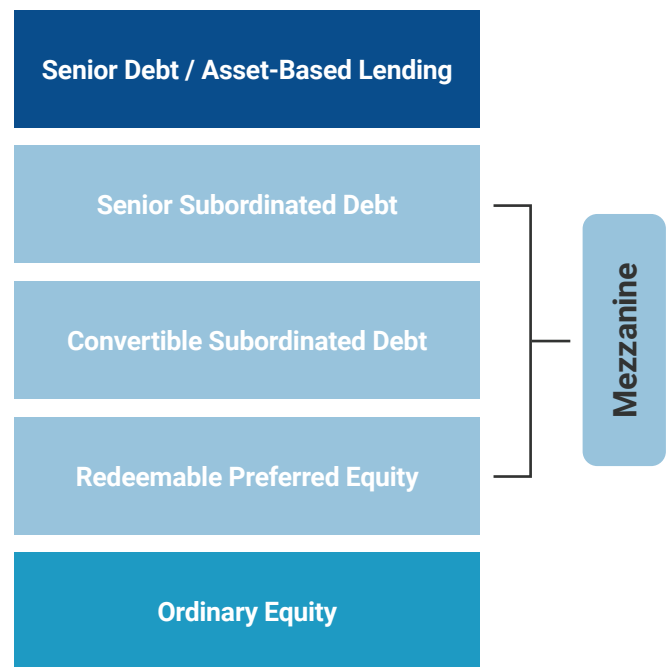 Senior Debt / Asset-Based Lending
Senior Subordinated Debt
Convertible Subordinated Debt
Redeemable Preferred Equity
Ordinary Equity
Mezzanine